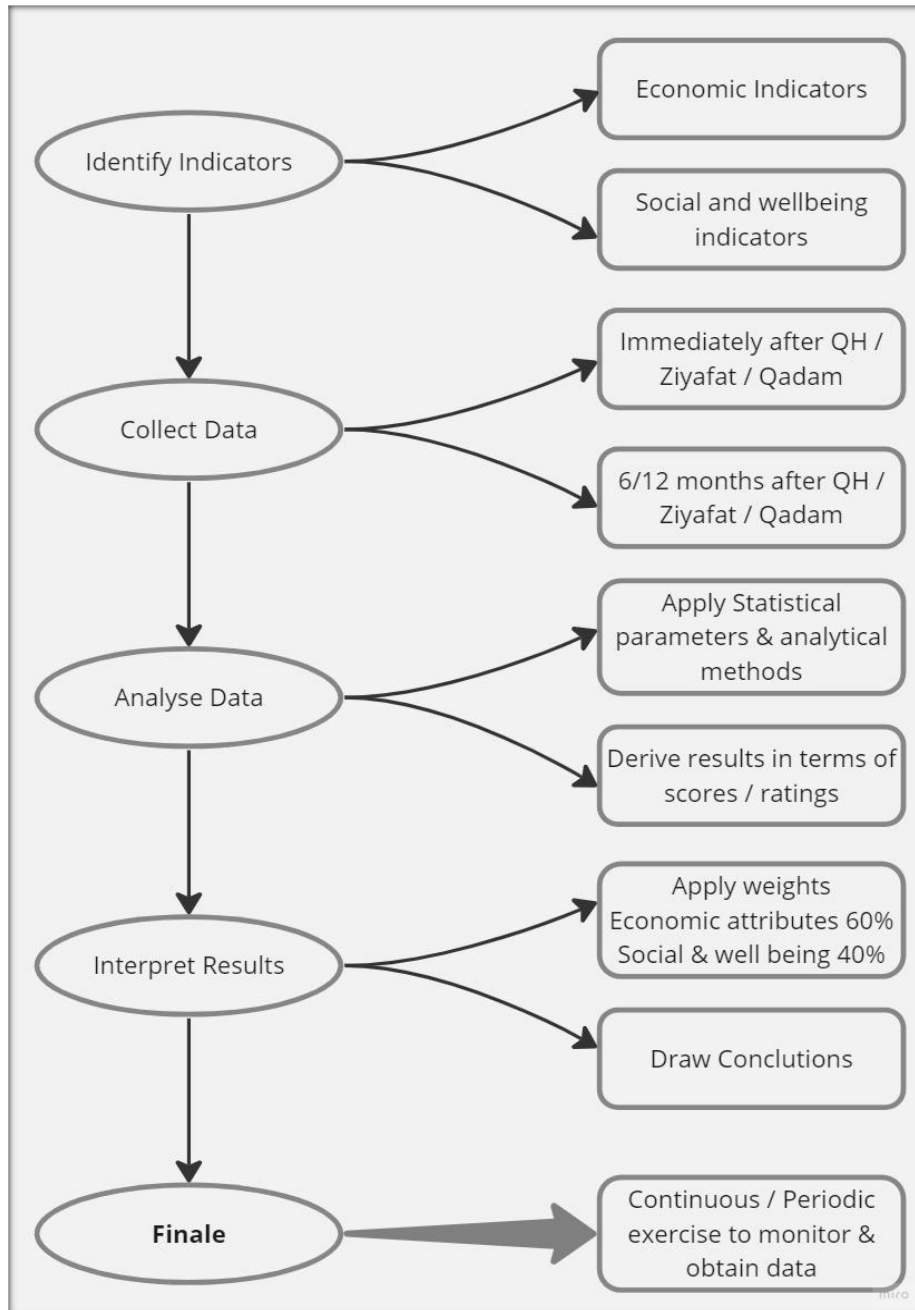 Economic Indicators
Identify Indicators
Social and wellbeing
indicators
Immediately after QH /
Ziyafat / Qadam
Collect Data
6/12 months after QH /
Ziyafat / Qadam
Apply Statistical
parameters & analytical
methods
Analyse Data
Derive results in terms of
scores / ratings
Apply weights
Economic attributes 60%
Social & well being 40%
Interpret Results
Draw Conclutions
Continuous / Periodic
exercise to monitor &
obtain data
Finale
miro